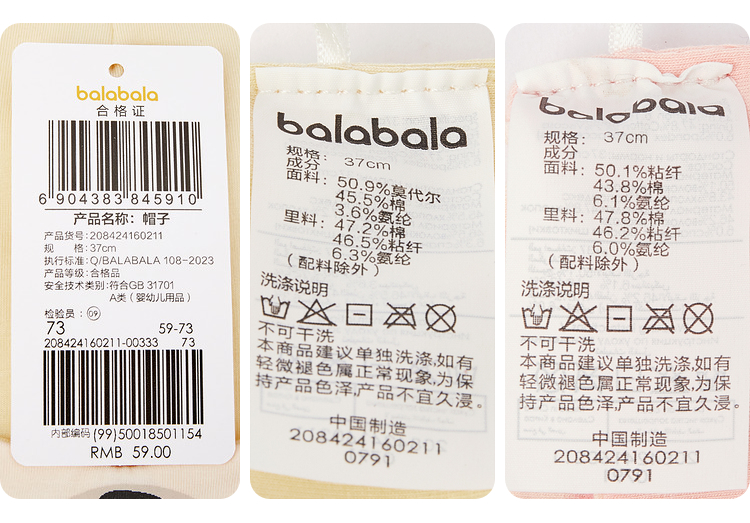 balabala
合格证
6 904383 845910
产品名称：帽子
产品货号：208424160211
规　格：37cm
执行标准：Q/BALABALA 108-2023
产品等级：合格品
安全技术类别：符合GB 31701
A类（婴幼儿用品）
检验员：09
73 59-73
208424160211-00333 73
内部编码 (99)50018501154
RMB 59.00
balabala
规格： 37cm
成分
面料：50.9%莫代尔
45.5%棉
3.6%氨纶
里料：47.2%棉
46.5%粘纤
6.3%氨纶
（配料除外）
洗涤说明
不可干洗
本商品建议单独洗涤,如有
轻微褪色属正常现象,为保
持产品色泽,产品不宜久浸。
中国制造
208424160211
0791
balabala
规格： 37cm
成分
面料：50.1%粘纤
43.8%棉
6.1%氨纶
里料：47.8%棉
46.2%粘纤
6.0%氨纶
（配料除外）
洗涤说明
不可干洗
本商品建议单独洗涤,如有
轻微褪色属正常现象,为保
持产品色泽,产品不宜久浸。
中国制造
208424160211
0791